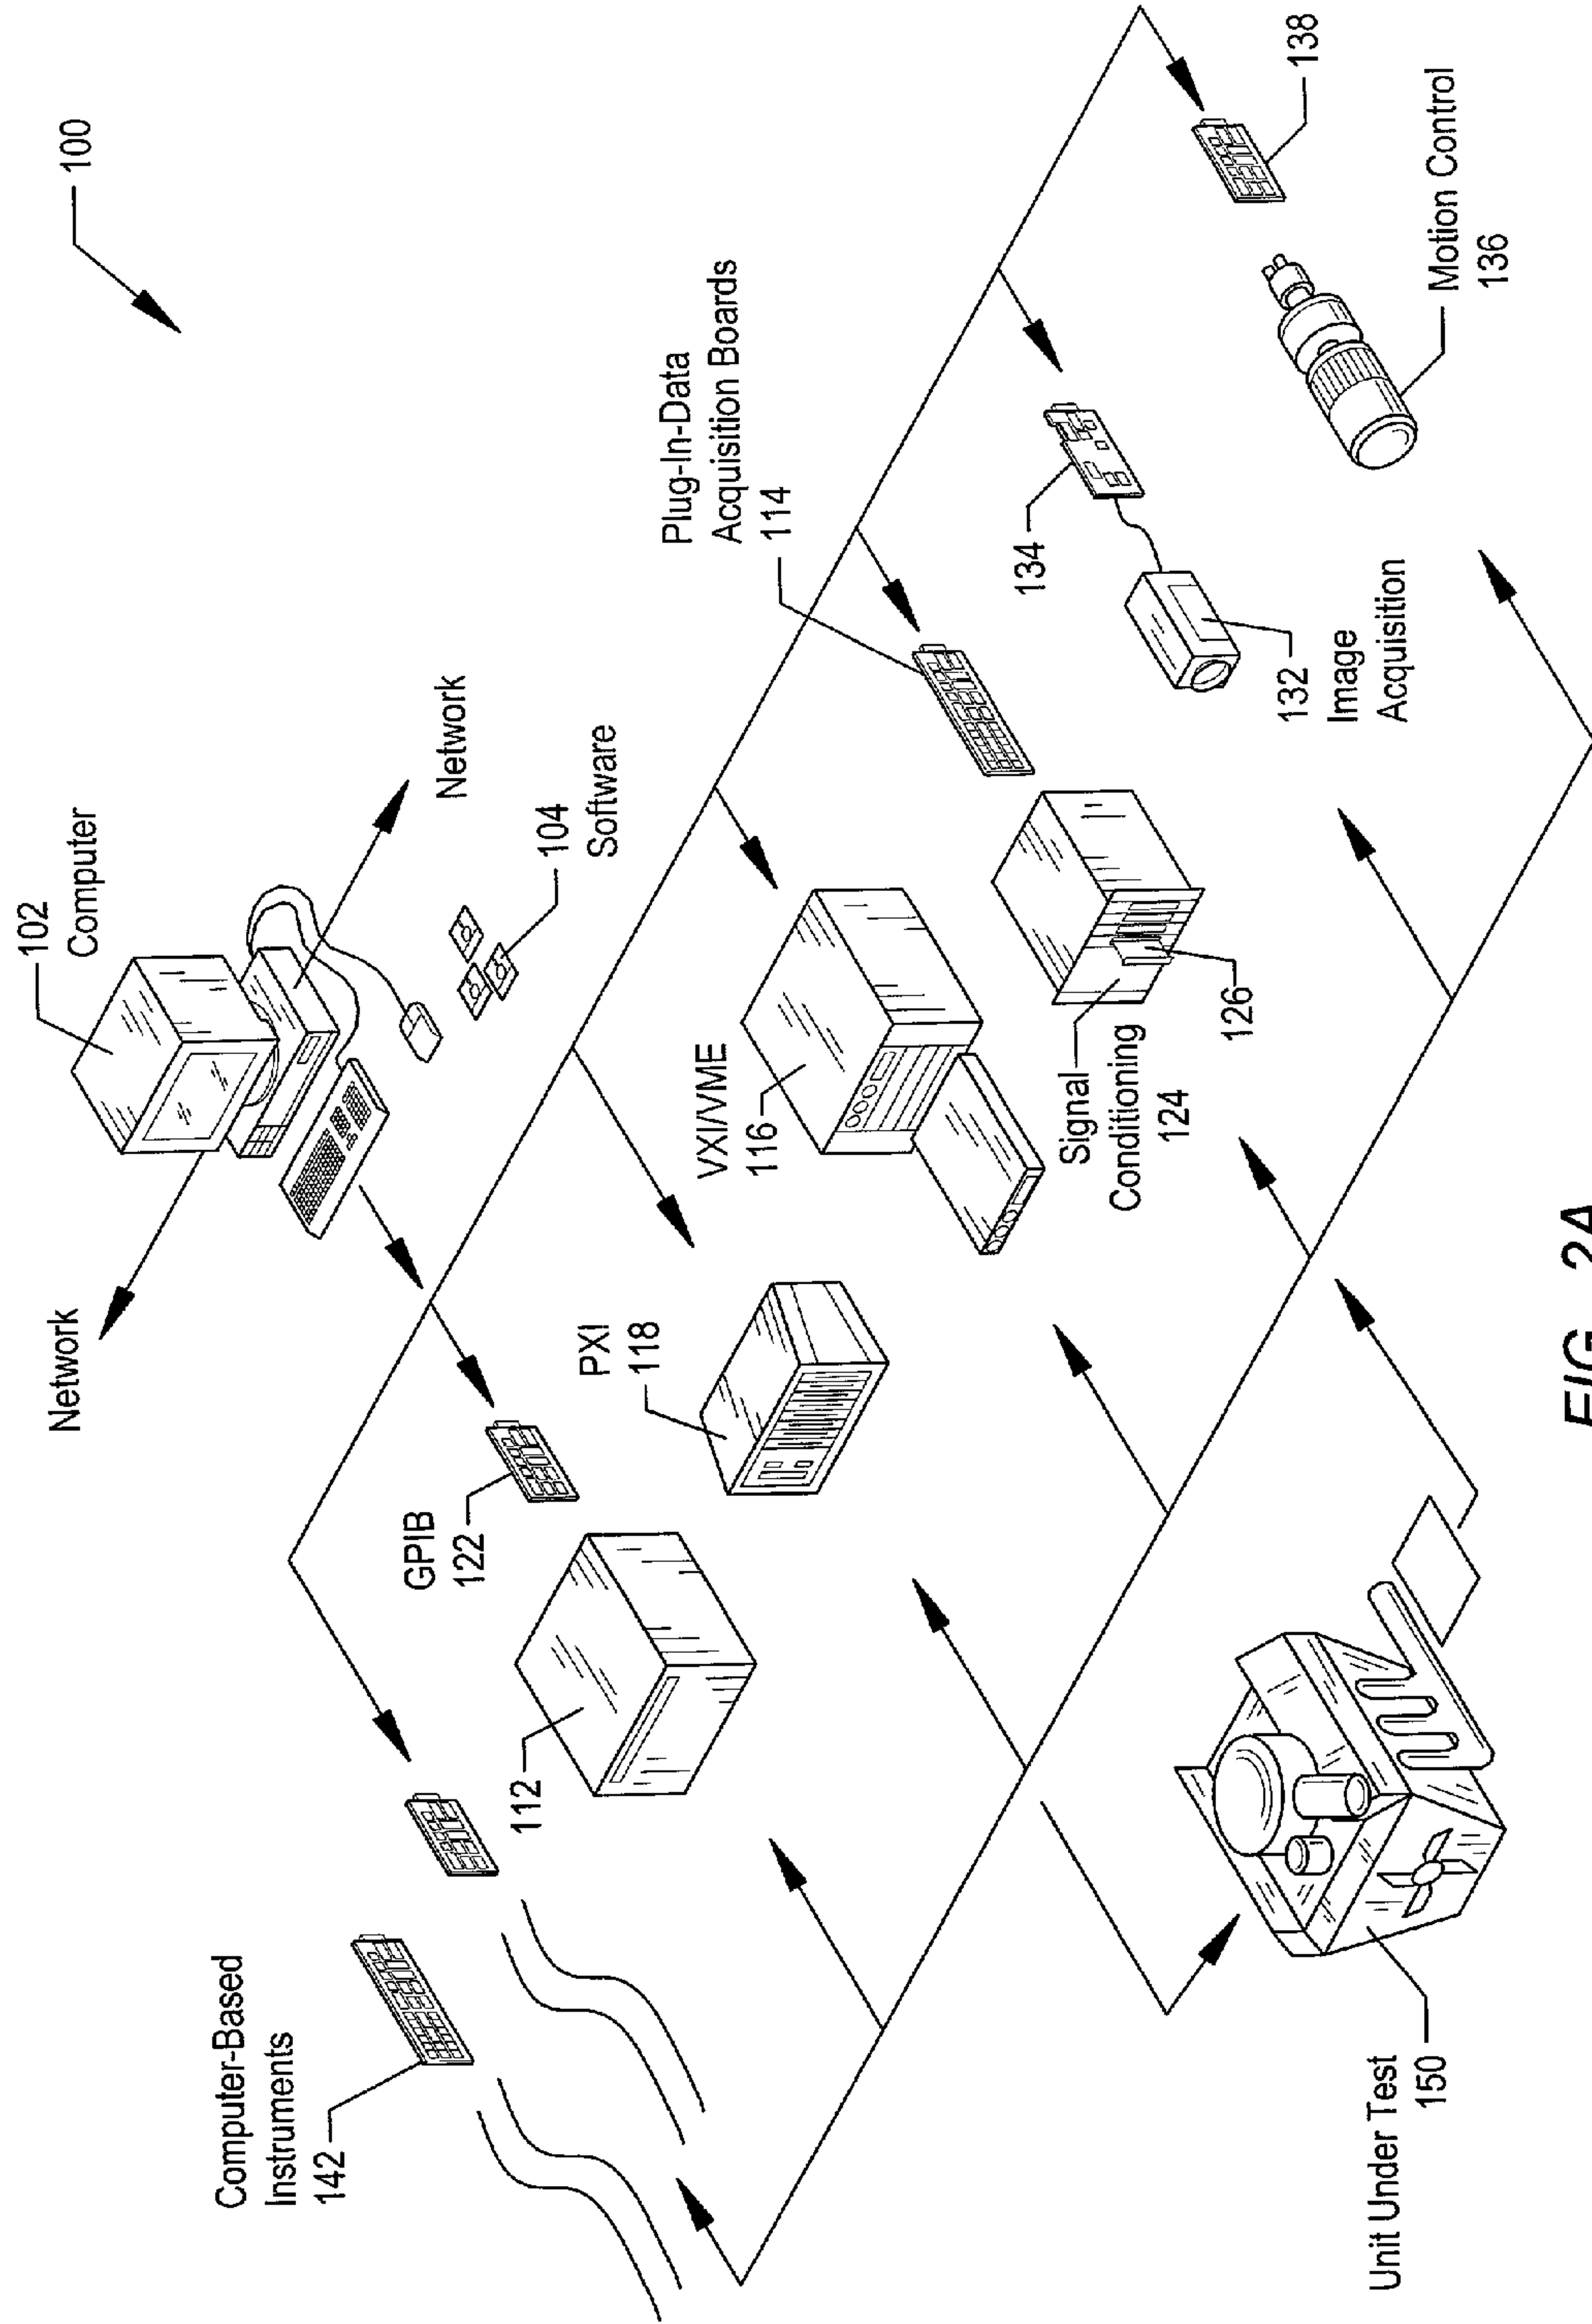 100
102
Computer
Network
Network
104
Software
Plug-In-Data
Acquisition Boards
114
VXI/VME
116
PXI
118
GPIB
122
112
Computer-Based
Instruments
142
Signal
Conditioning
124
126
134
132
Image
Acquisition
138
Motion Control
136
Unit Under Test
150
FIG. 2A